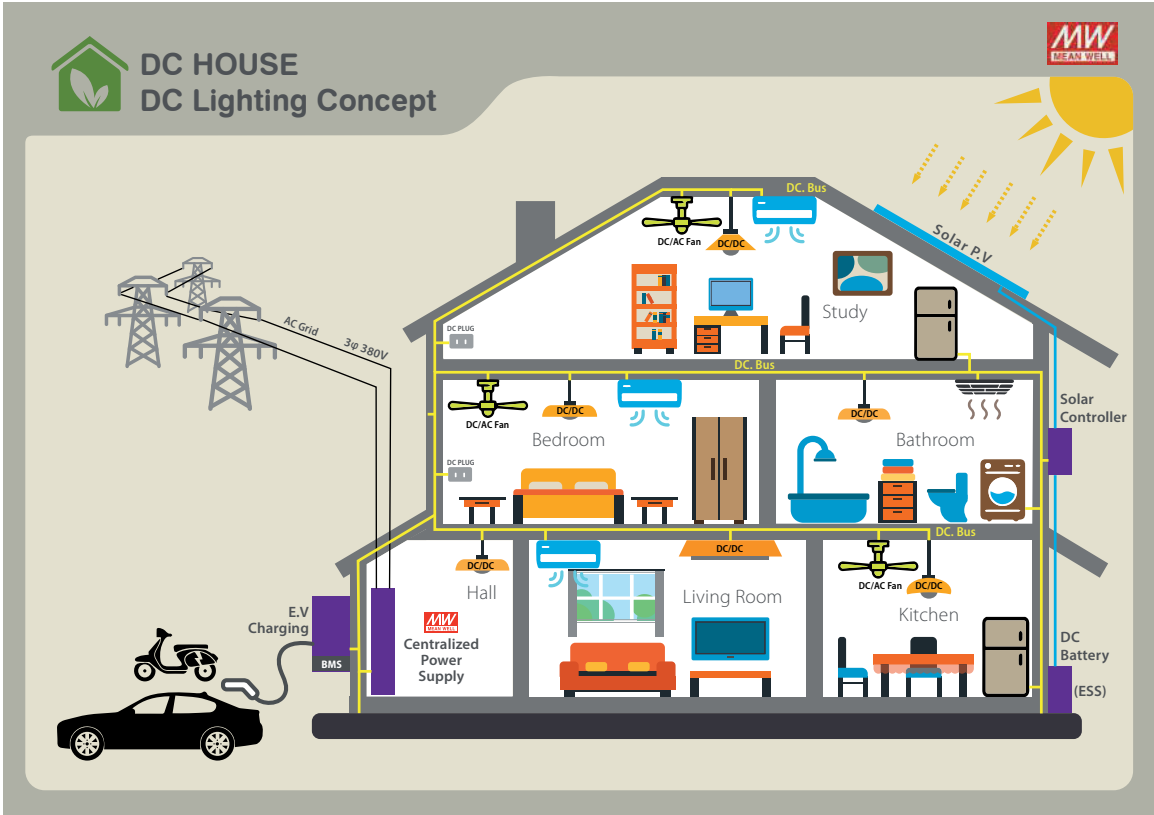 DC HOUSE
DC Lighting Concept
MW
MEAN WELL
DC. Bus
DC/AC Fan
DC/DC
Solar P.V
Study
DC PLUG
AC Grid
3φ 380V
DC. Bus
DC/AC Fan
DC/DC
Bedroom
DC PLUG
DC/DC
Bathroom
Solar
Controller
DC. Bus
DC/DC
Hall
DC/DC
Living Room
DC/AC Fan
DC/DC
Kitchen
E.V
Charging
BMS
MW
MEAN WELL
Centralized
Power
Supply
DC
Battery
(ESS)